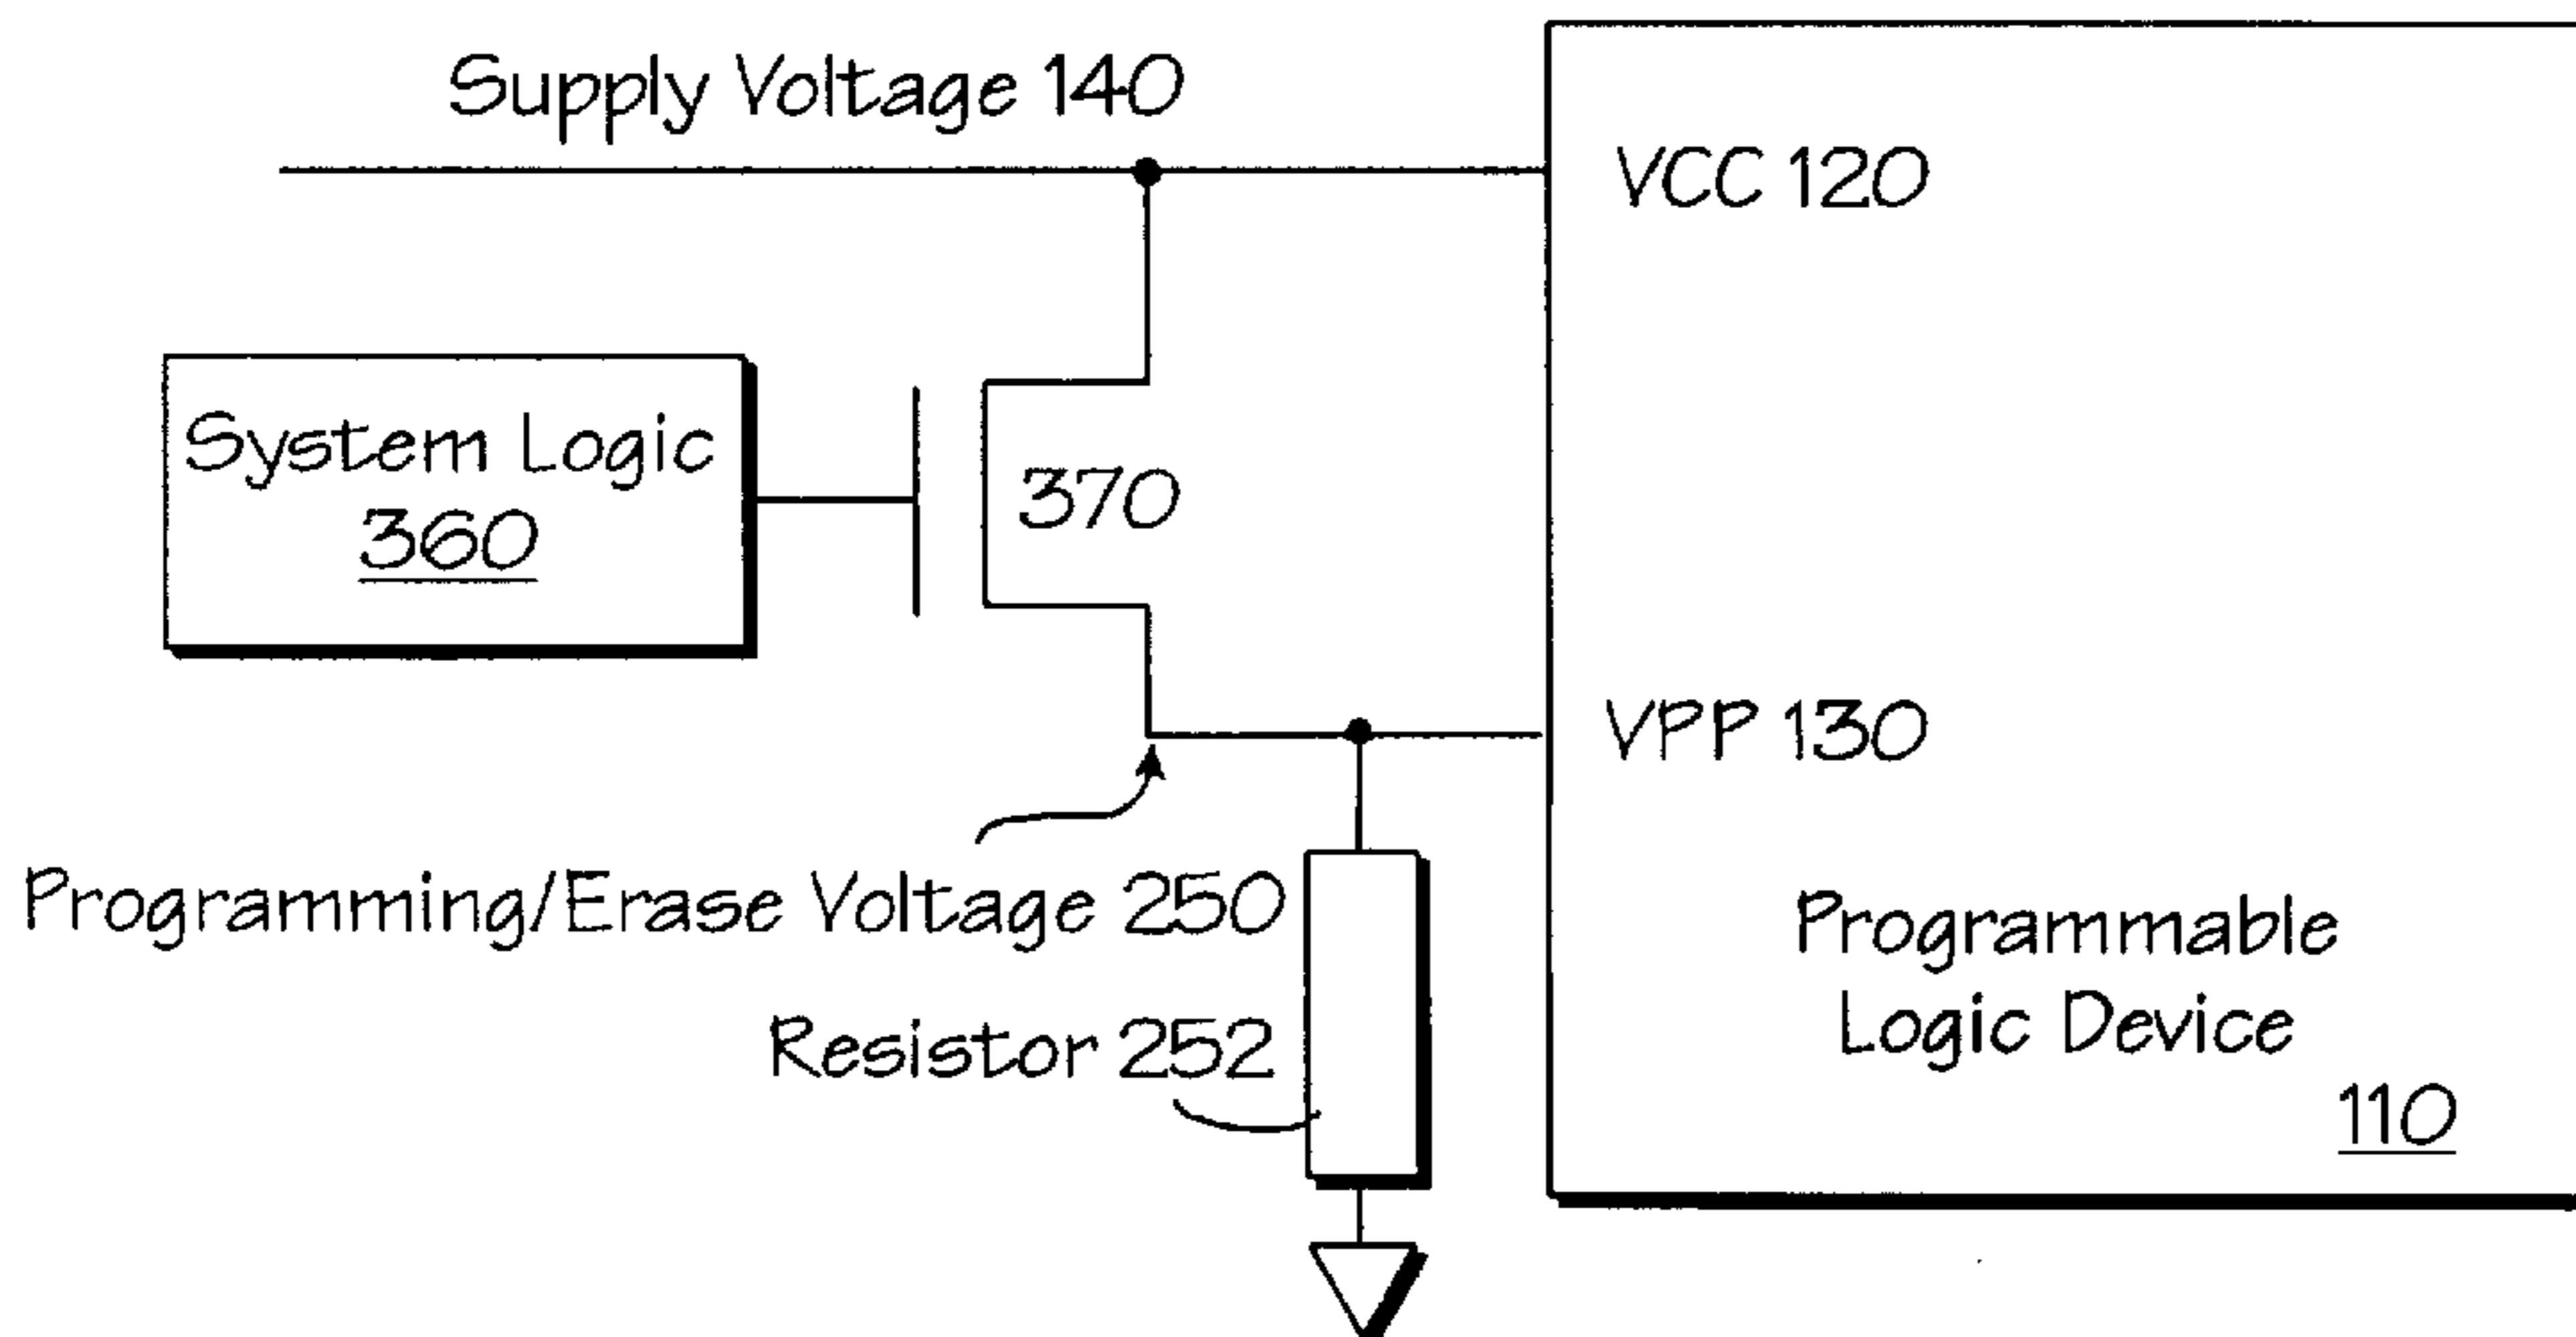 Supply Voltage 140
VCC 120
System Logic
360
370
VPP 130
Programming/Erase Voltage 250
Resistor 252
Programmable
Logic Device
110